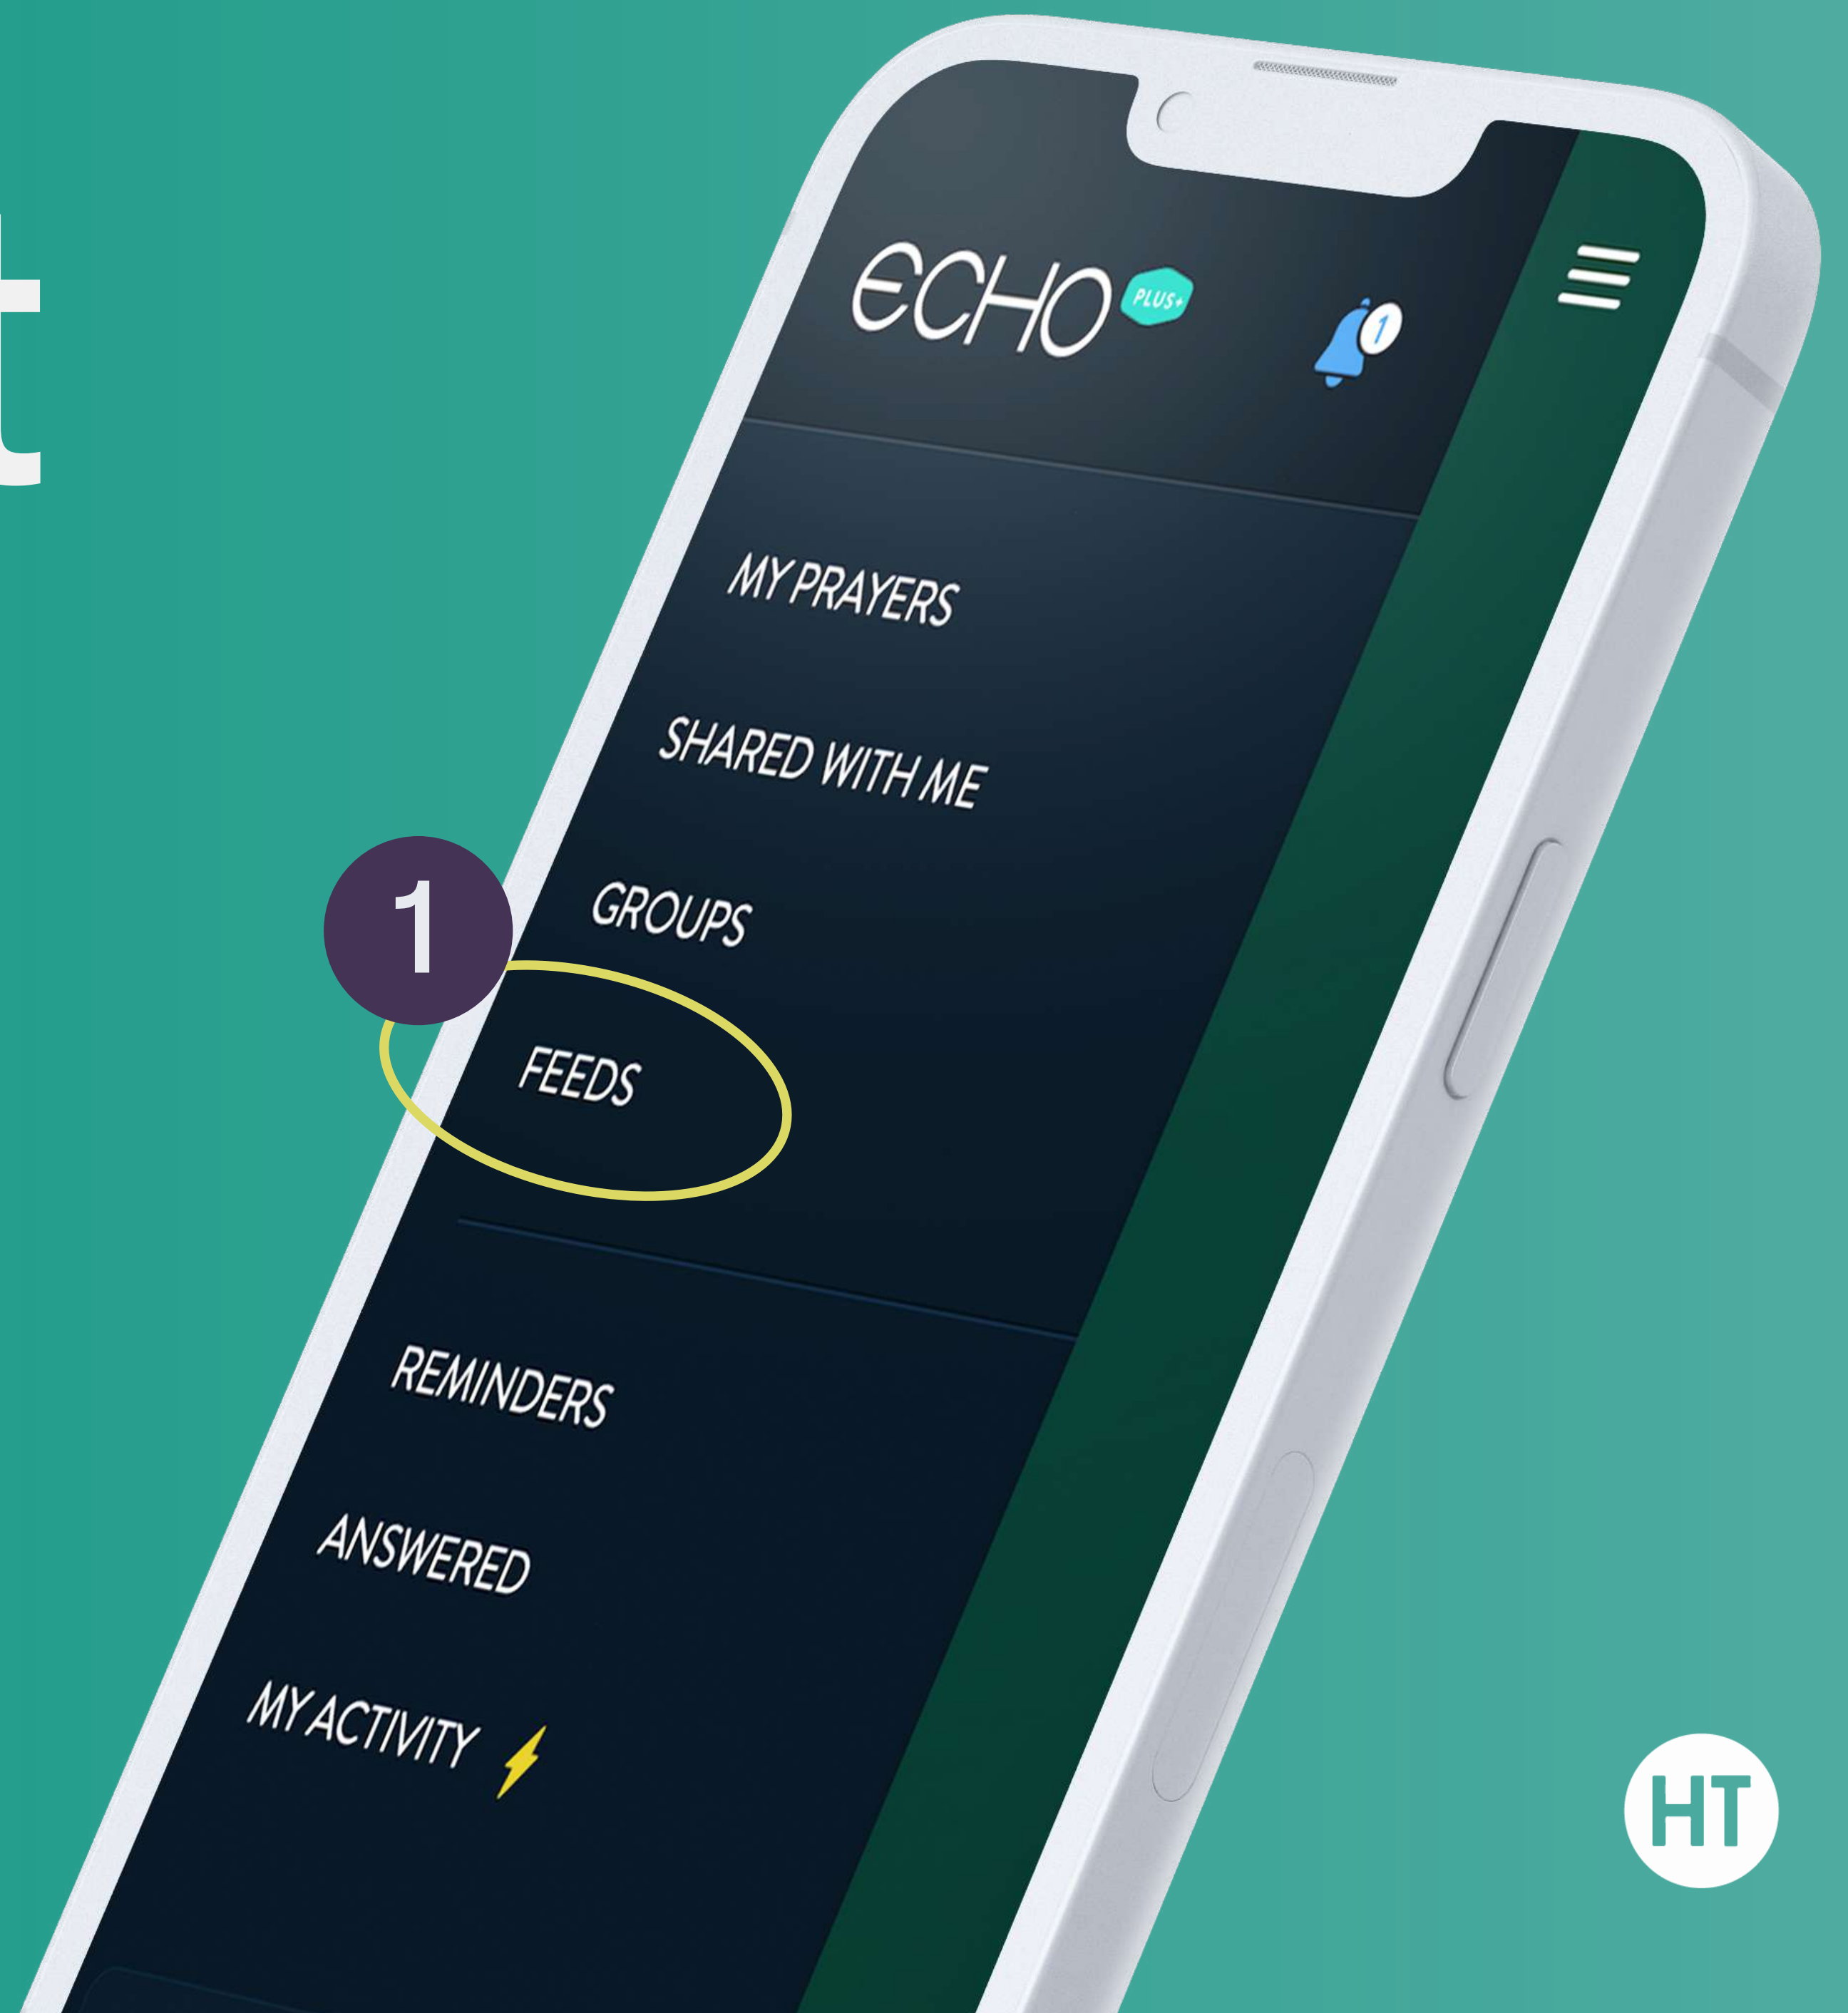 t
ECHO PLUS+
1
MY PRAYERS
SHARED WITH ME
GROUPS
1
FEEDS
REMINDERS
ANSWERED
MY ACTIVITY
HT